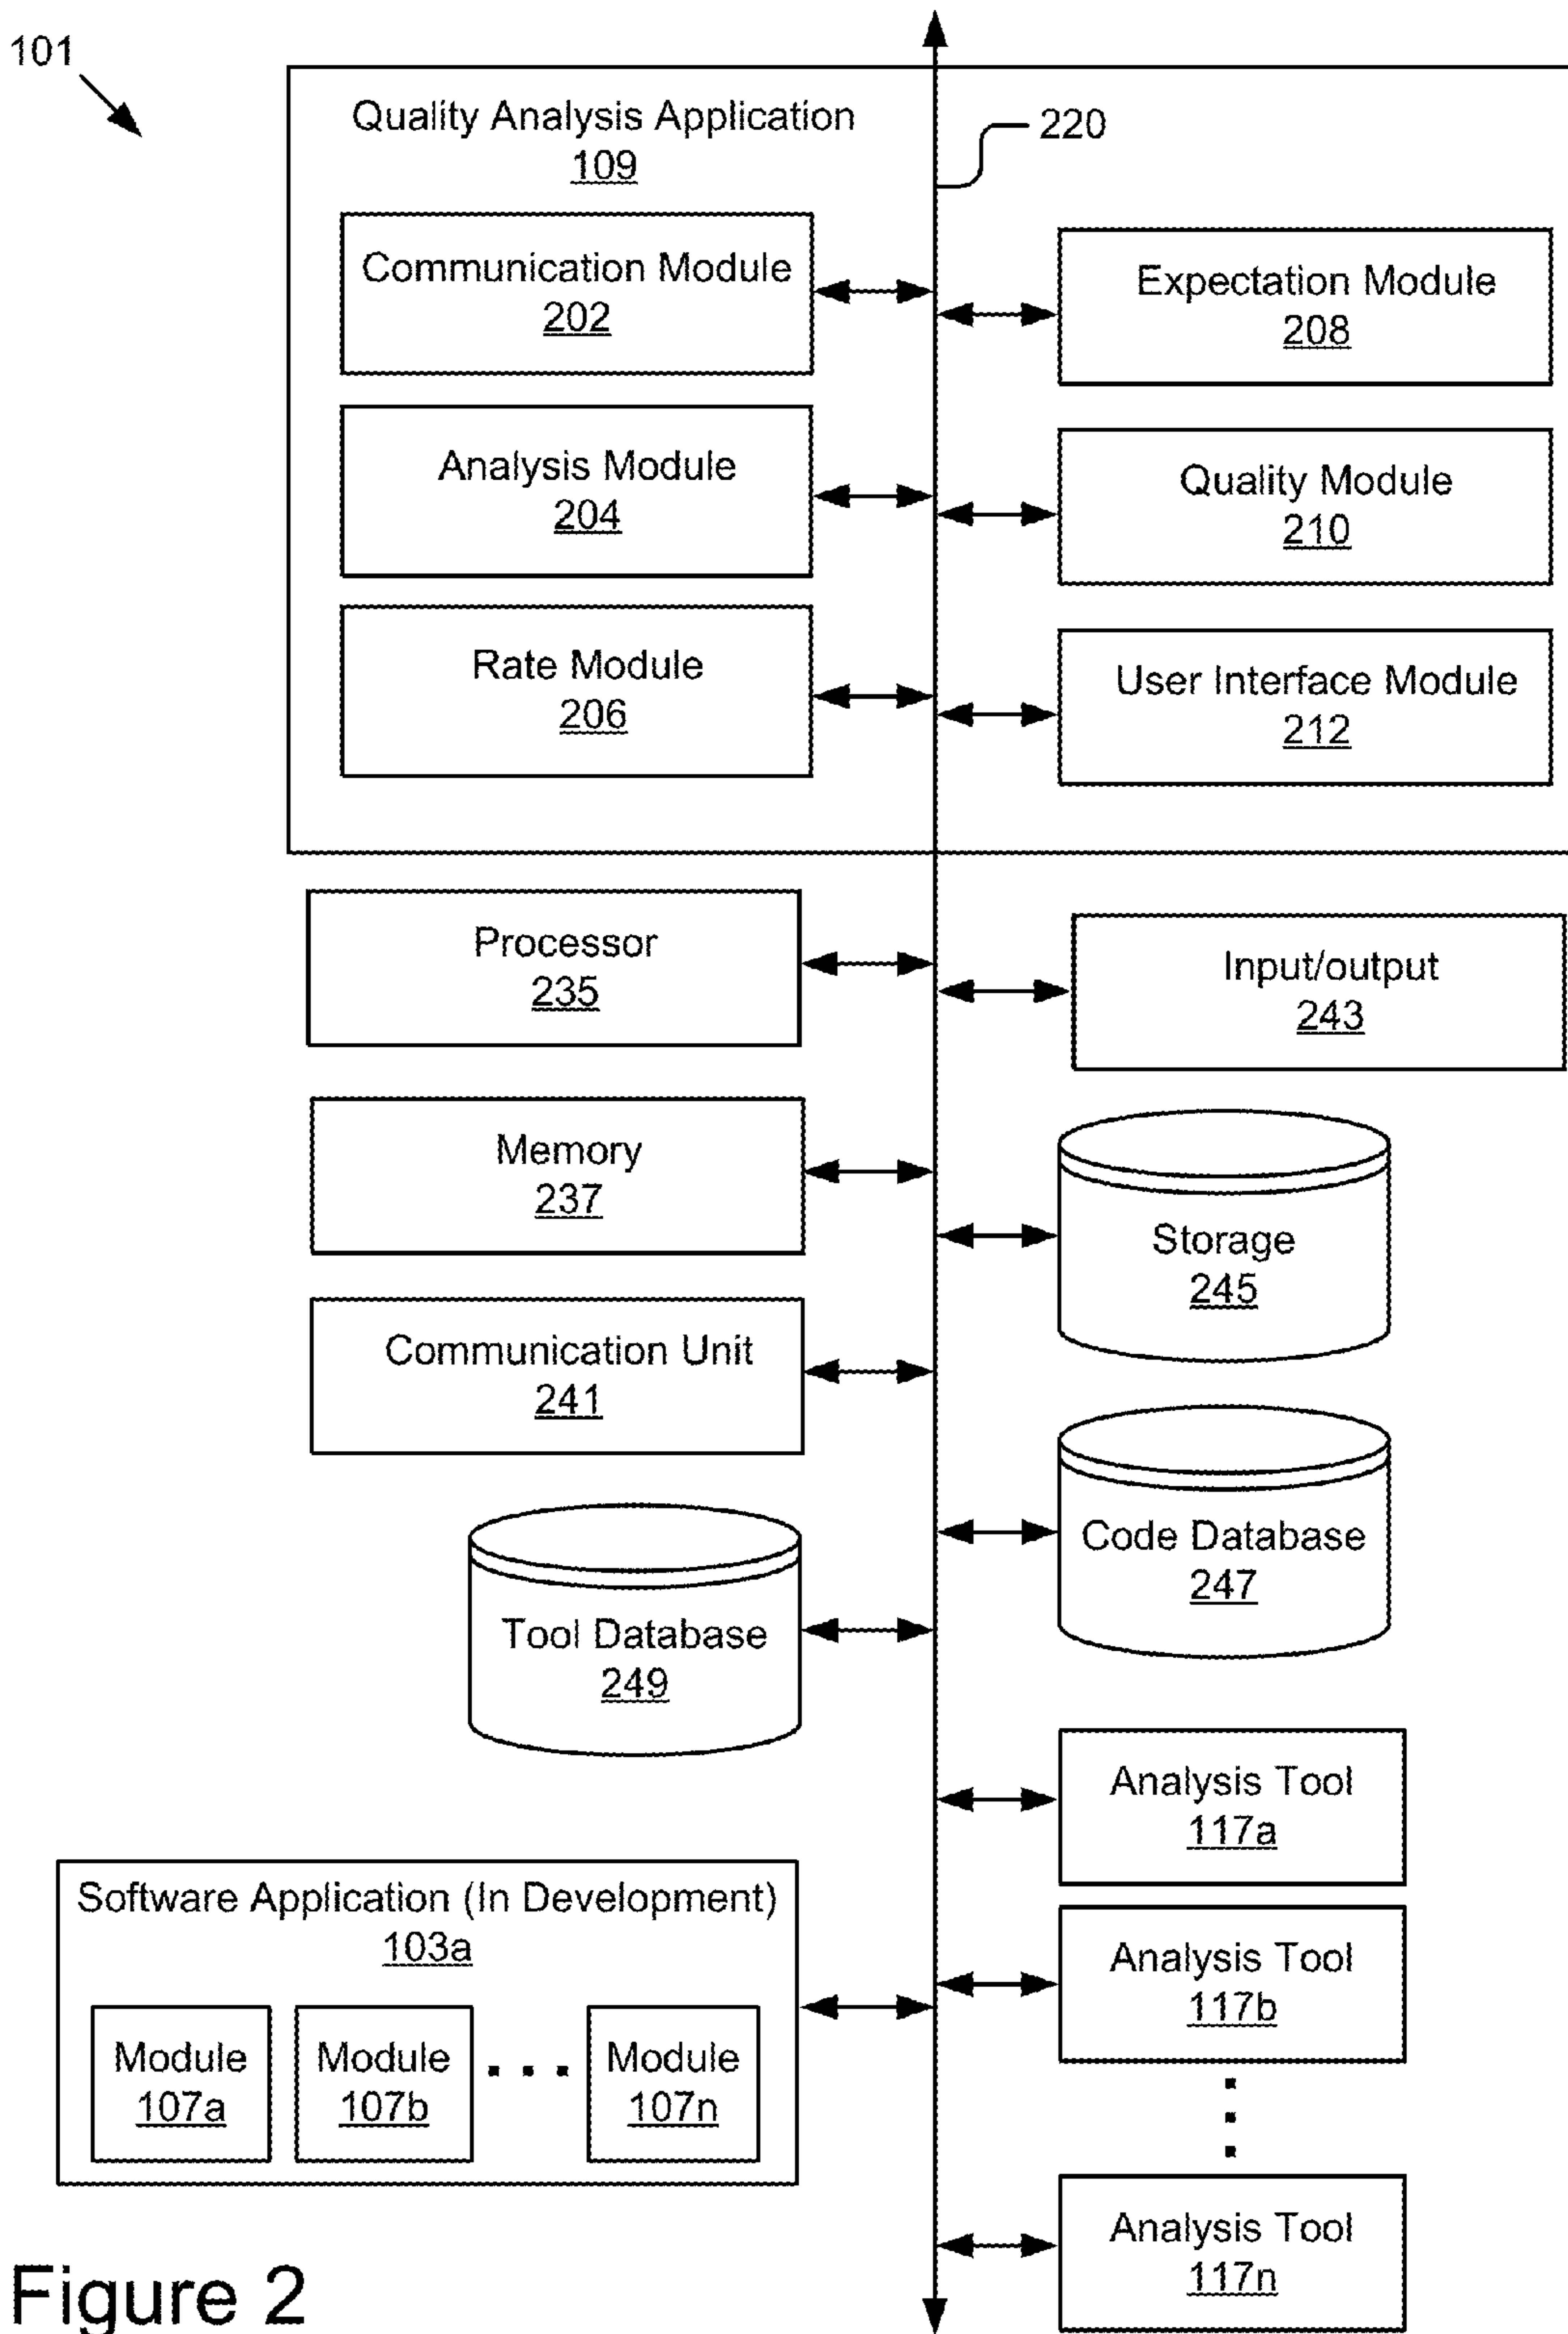 101
Quality Analysis Application
109
220
Communication Module
202
Expectation Module
208
Analysis Module
204
Quality Module
210
Rate Module
206
User Interface Module
212
Processor
235
Input/output
243
Memory
237
Storage
245
Communication Unit
241
Code Database
247
Tool Database
249
Analysis Tool
117a
Software Application (In Development)
103a
Analysis Tool
117b
Module
107a
Module
107b
. . .
Module
107n
Analysis Tool
117n
Figure 2